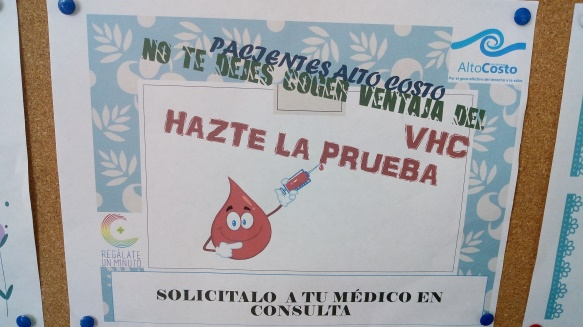 PACIENTES ALTO COSTO
NO TE DEJES COGER VENTAJA DEL
VHC
HAZTE LA PRUEBA
AltoCosto
REGÁLATE
UN MINUTO
SOLICITALO A TU MÉDICO EN
CONSULTA